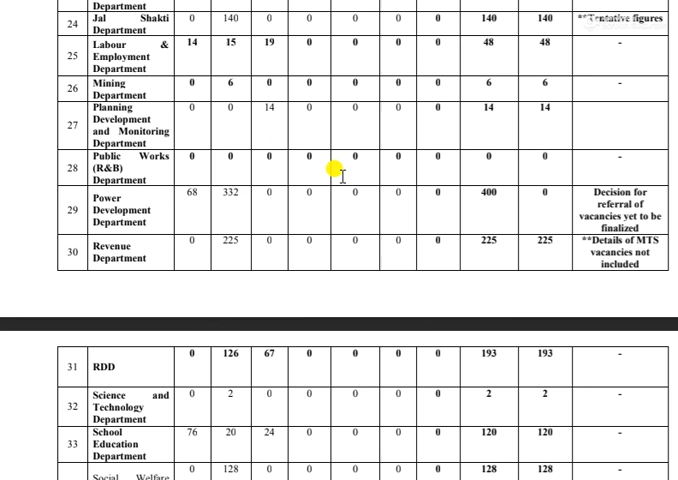 Department
24 Jal Shakti Department 0 140 0 0 0 0 0 140 140 **Tentative figures
25 Labour & Employment Department 14 15 19 0 0 0 0 48 48 -
26 Mining Department 0 6 0 0 0 0 0 6 6 -
27 Planning Development and Monitoring Department 0 0 14 0 0 0 0 14 14
28 Public Works (R&B) Department 0 0 0 0 0 0 0 0 0 -
29 Power Development Department 68 332 0 0 0 0 0 400 0 Decision for referral of vacancies yet to be finalized
30 Revenue Department 0 225 0 0 0 0 0 225 225 **Details of MTS vacancies not included
31 RDD 0 126 67 0 0 0 0 193 193 -
32 Science and Technology Department 0 2 0 0 0 0 0 2 2 -
33 School Education Department 76 20 24 0 0 0 0 120 120 -
Social Welfare 0 128 0 0 0 0 0 128 128 -